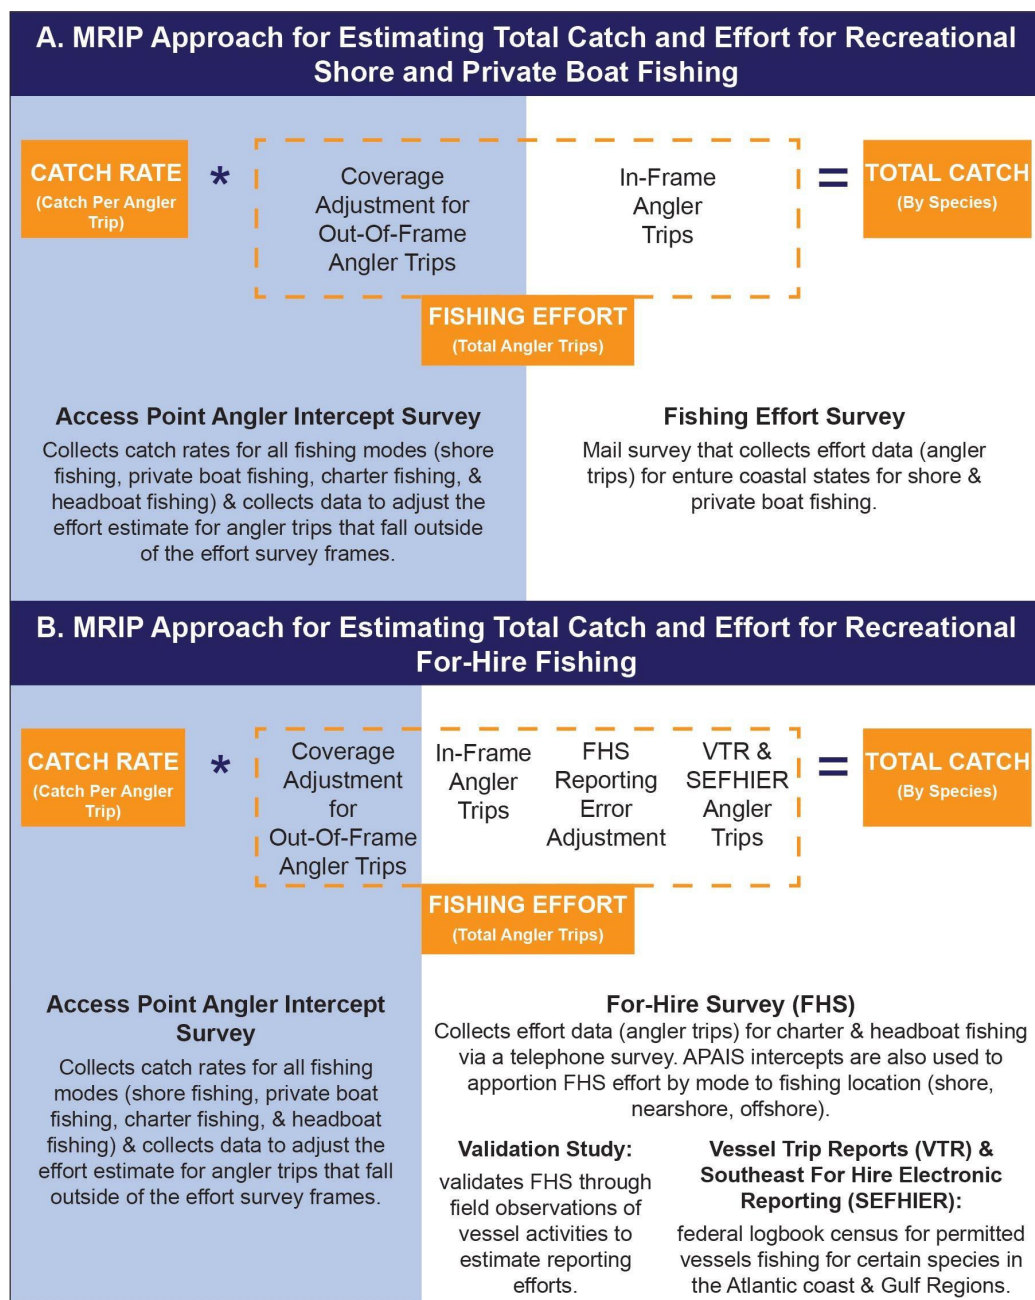 A. MRIP Approach for Estimating Total Catch and Effort for Recreational
Shore and Private Boat Fishing
CATCH RATE
(Catch Per Angler
Trip)
*
Coverage
Adjustment for
Out-Of-Frame
Angler Trips
In-Frame
Angler
Trips
=
TOTAL CATCH
(By Species)
FISHING EFFORT
(Total Angler Trips)
Access Point Angler Intercept Survey
Collects catch rates for all fishing modes (shore
fishing, private boat fishing, charter fishing, &
headboat fishing) & collects data to adjust the
effort estimate for angler trips that fall outside
of the effort survey frames.
Fishing Effort Survey
Mail survey that collects effort data (angler
trips) for enture coastal states for shore &
private boat fishing.
B. MRIP Approach for Estimating Total Catch and Effort for Recreational
For-Hire Fishing
CATCH RATE
(Catch Per Angler
Trip)
*
Coverage
Adjustment
for
Out-Of-Frame
Angler Trips
In-Frame
Angler
Trips
FHS
Reporting
Error
Adjustment
VTR &
SEFHIER
Angler
Trips
=
TOTAL CATCH
(By Species)
FISHING EFFORT
(Total Angler Trips)
Access Point Angler Intercept
Survey
Collects catch rates for all fishing
modes (shore fishing, private boat
fishing, charter fishing, & headboat
fishing) & collects data to adjust the
effort estimate for angler trips that fall
outside of the effort survey frames.
For-Hire Survey (FHS)
Collects effort data (angler trips) for charter & headboat fishing
via a telephone survey. APAIS intercepts are also used to
apportion FHS effort by mode to fishing location (shore,
nearshore, offshore).
Validation Study:
validates FHS through
field observations of
vessel activities to
estimate reporting
efforts.
Vessel Trip Reports (VTR) &
Southeast For Hire Electronic
Reporting (SEFHIER):
federal logbook census for permitted
vessels fishing for certain species in
the Atlantic coast & Gulf Regions.